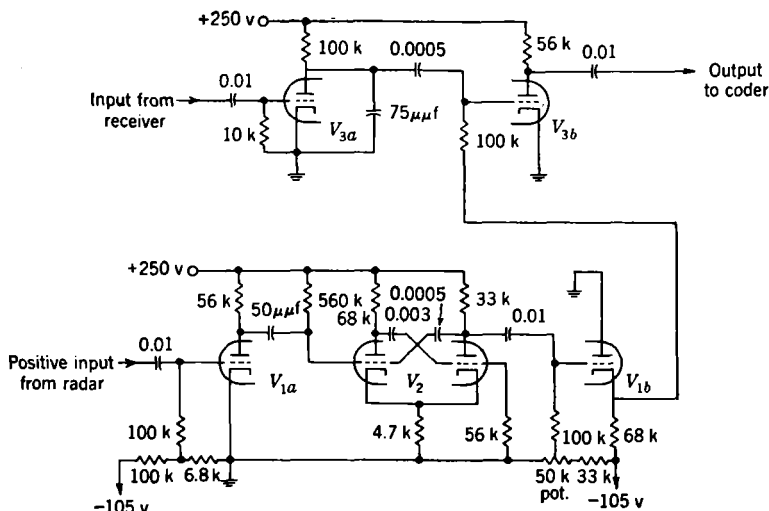 +250 v
100 k
0.0005
56 k
0.01
0.01
Input from
receiver
Output
to coder
10 k
V3a
75μμf
V3b
100 k
+250 v
56 k
50μμf
560 k
68 k
0.003
0.0005
33 k
0.01
0.01
Positive input
from radar
V1a
V2
V1b
100 k
4.7 k
56 k
100 k
68 k
100 k
6.8 k
50 k
pot.
33 k
-105 v
-105 v